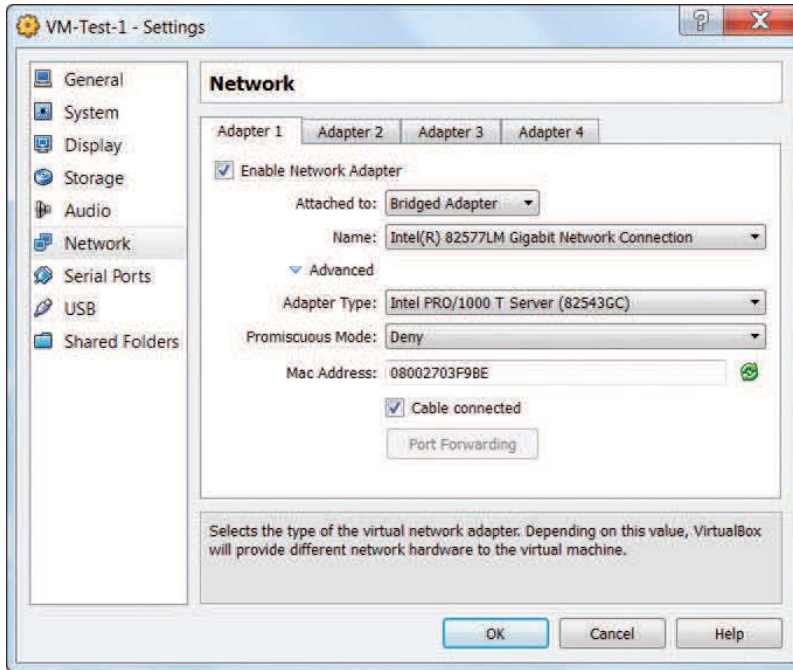 VM-Test-1 - Settings
General
System
Display
Storage
Audio
Network
Serial Ports
USB
Shared Folders
Network
Adapter 1 Adapter 2 Adapter 3 Adapter 4
Enable Network Adapter
Attached to: Bridged Adapter
Name: Intel(R) 82577LM Gigabit Network Connection
Advanced
Adapter Type: Intel PRO/1000 T Server (82543GC)
Promiscuous Mode: Deny
Mac Address: 08002703F9BE
Cable connected
Port Forwarding
Selects the type of the virtual network adapter. Depending on this value, VirtualBox
will provide different network hardware to the virtual machine.
OK Cancel Help